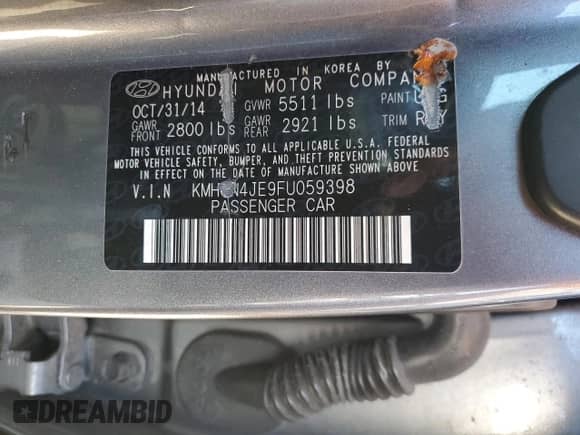 MANUFACTURED IN KOREA BY
HYUNDAI MOTOR COMPANY
OCT/31/14 GVWR 5511 lbs PAINT
GAWR FRONT 2800 lbs GAWR REAR 2921 lbs TRIM
THIS VEHICLE CONFORMS TO ALL APPLICABLE U.S.A. FEDERAL
MOTOR VEHICLE SAFETY, BUMPER, AND THEFT PREVENTION STANDARDS
IN EFFECT ON THE DATE OF MANUFACTURE SHOWN ABOVE
V.I.N
PASSENGER CAR
DREAMBID